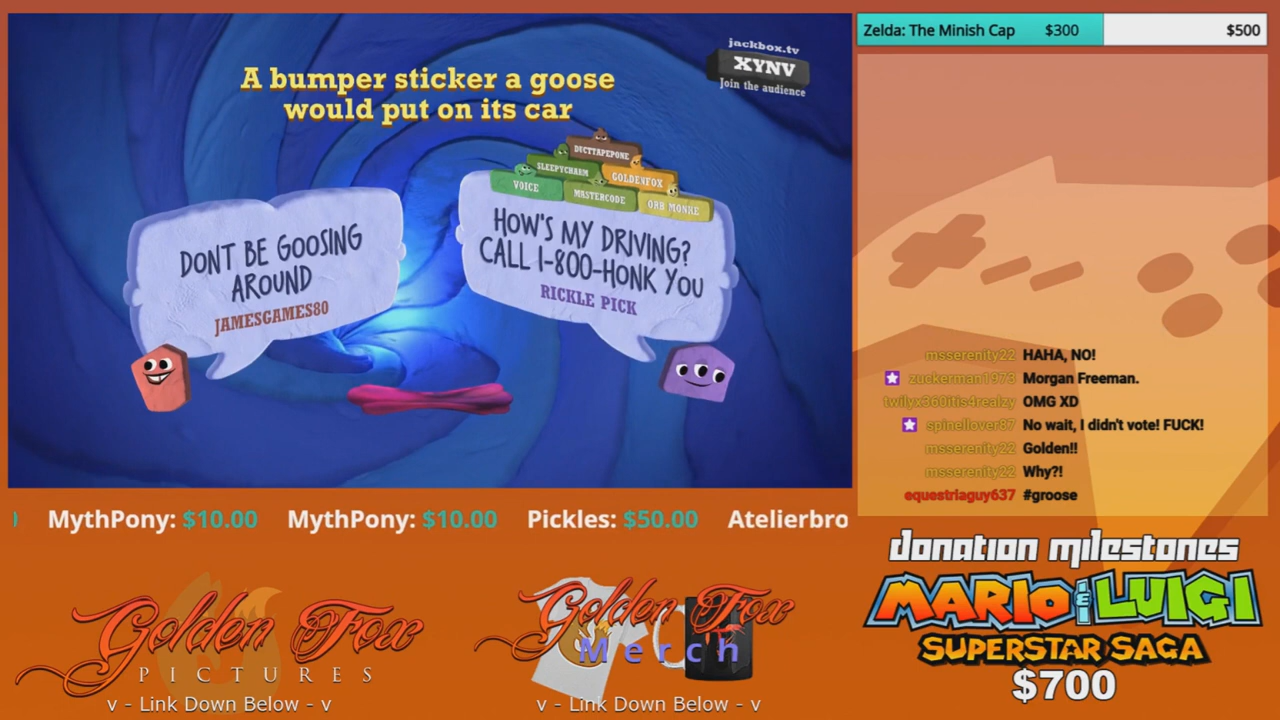 jackbox.tv
XYNV
Join the audience
A bumper sticker a goose
would put on its car
DICTTAPEPONE
SLEEPYCHARM
GOLDENFOX
VOICE
MASTERCODE
ORB MONKE
DONT BE GOOSING
AROUND
JAMESGAMES80
HOW'S MY DRIVING?
CALL 1-800-HONK YOU
RICKLE PICK
Zelda: The Minish Cap $300 $500
msserenity22 HAHA, NO!
zuckerman1973 Morgan Freeman.
twilyx360itis4realzy OMG XD
spinellover87 No wait, I didn't vote! FUCK!
msserenity22 Golden!!
msserenity22 Why?!
equestriaguy637 #groose
MythPony: $10.00 MythPony: $10.00 Pickles: $50.00 Atelierbro
Golden Fox
PICTURES
v - Link Down Below - v
Golden Fox
Merch
v - Link Down Below - v
donation milestones
MARIO & LUIGI
SUPERSTAR SAGA
$700